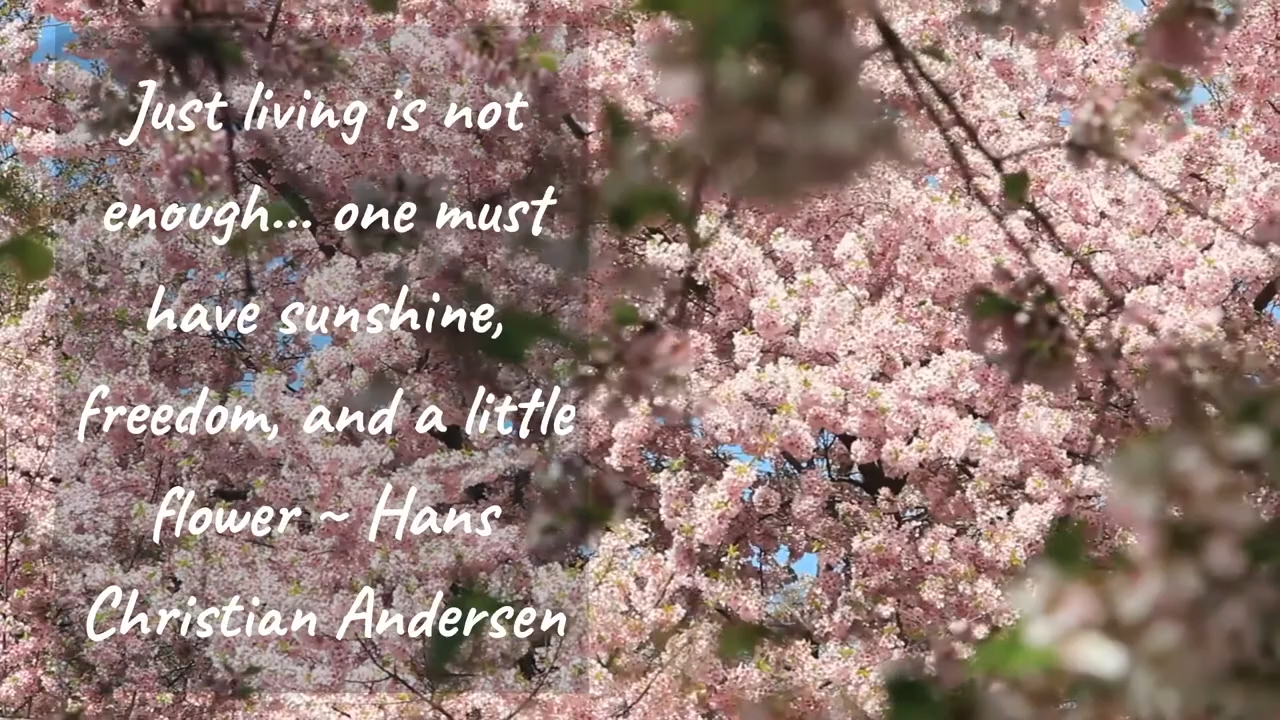 Just living is not
enough... one must
have sunshine,
freedom, and a little
flower ~ Hans
Christian Andersen